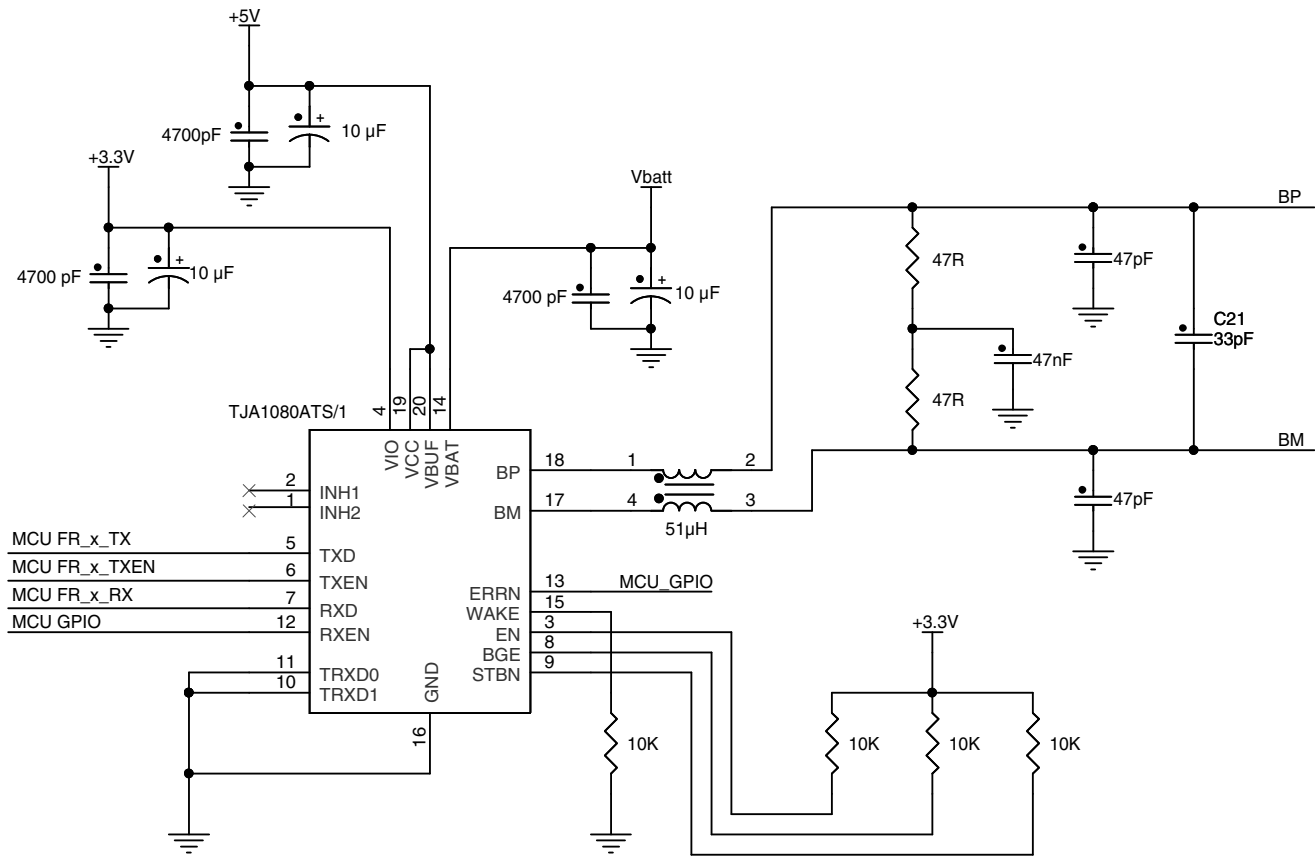 +5V
4700pF
+
10 µF
+3.3V
4700 pF
+
10 µF
Vbatt
4700 pF
+
10 µF
BP
47R
47pF
C21
33pF
47nF
47R
BM
47pF
TJA1080ATS/1
4
19
20
14
VIO
VCC
VBUF
VBAT
2
INH1
1
INH2
MCU FR_x_TX
5
TXD
MCU FR_x_TXEN
6
TXEN
MCU FR_x_RX
7
RXD
MCU GPIO
12
RXEN
11
TRXD0
10
TRXD1
GND
16
BP
18
1
2
BM
17
4
3
51µH
ERRN
13
MCU_GPIO
WAKE
15
EN
3
BGE
8
STBN
9
10K
+3.3V
10K
10K
10K